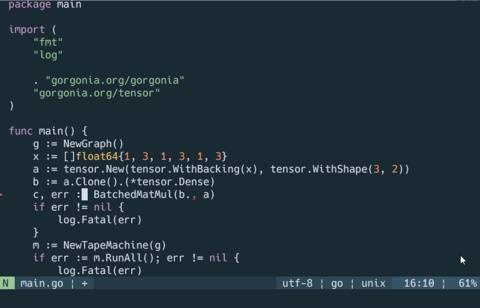 package main
import (
"fmt"
"log"
. "gorgonia.org/gorgonia"
"gorgonia.org/tensor"
)
func main() {
g := NewGraph()
x := []float64{1, 3, 1, 3, 1, 3}
a := tensor.New(tensor.WithBacking(x), tensor.WithShape(3, 2))
b := a.Clone().(*tensor.Dense)
c, err : BatchedMatMul(b., a)
if err != nil {
log.Fatal(err)
}
m := NewTapeMachine(g)
if err := m.RunAll(); err != nil {
log.Fatal(err)
N main.go | + utf-8 | go | unix 16:10 | 61%